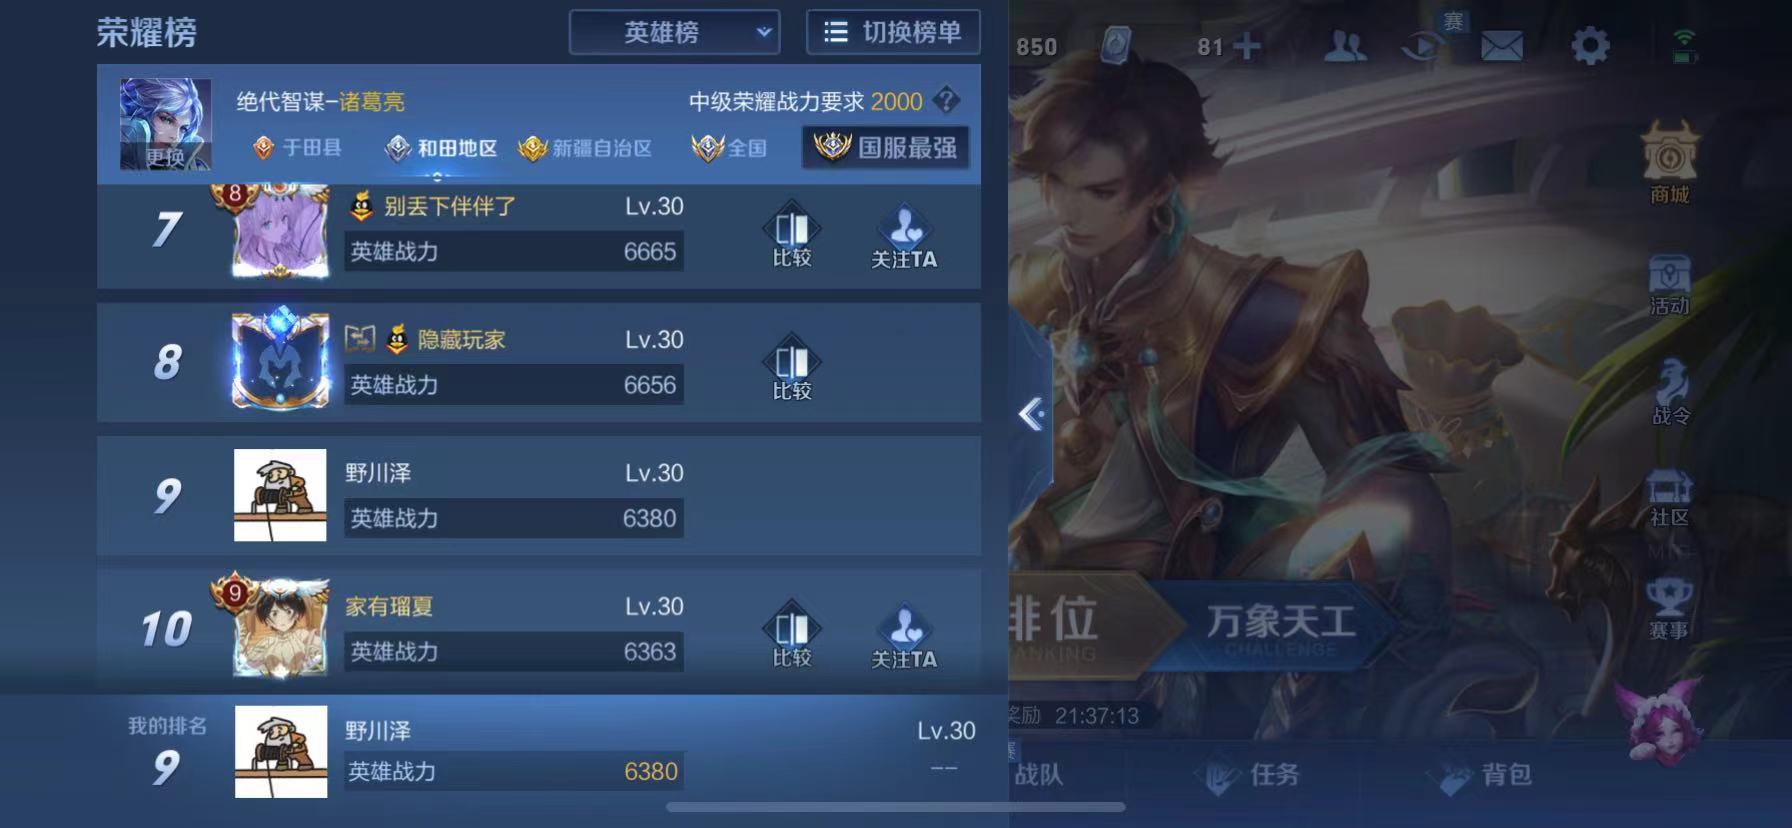 荣耀榜
英雄榜
切换榜单
850
81
赛
更换
绝代智谋-诸葛亮
中级荣耀战力要求 2000 ?
于田县
和田地区
新疆自治区
全国
国服最强
商城
7
8
别丢下伴伴了
Lv.30
英雄战力
6665
比较
关注TA
活动
8
隐藏玩家
Lv.30
英雄战力
6656
比较
战令
9
野川泽
Lv.30
英雄战力
6380
社区
10
9
家有瑠夏
Lv.30
英雄战力
6363
比较
关注TA
排位
RANKING
万象天工
CHALLENGE
赛事
我的排名
9
野川泽
Lv.30
英雄战力
6380
--
奖励 21:37:13
赛
战队
任务
背包